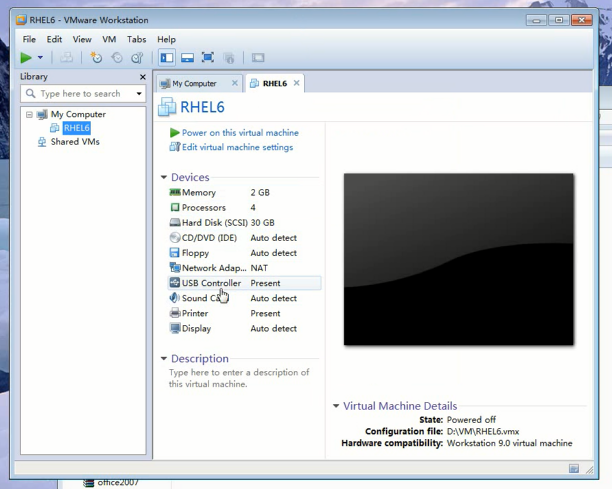 RHEL6 - VMware Workstation
File Edit View VM Tabs Help
Library
Type here to search
My Computer
RHEL6
Shared VMs
My Computer
RHEL6
RHEL6
Power on this virtual machine
Edit virtual machine settings
Devices
Memory 2 GB
Processors 4
Hard Disk (SCSI) 30 GB
CD/DVD (IDE) Auto detect
Floppy Auto detect
Network Adap... NAT
USB Controller Present
Sound Auto detect
Printer Present
Display Auto detect
Description
Type here to enter a description of
this virtual machine.
Virtual Machine Details
State: Powered off
Configuration file: D:\VM\RHEL6.vmx
Hardware compatibility: Workstation 9.0 virtual machine
office2007